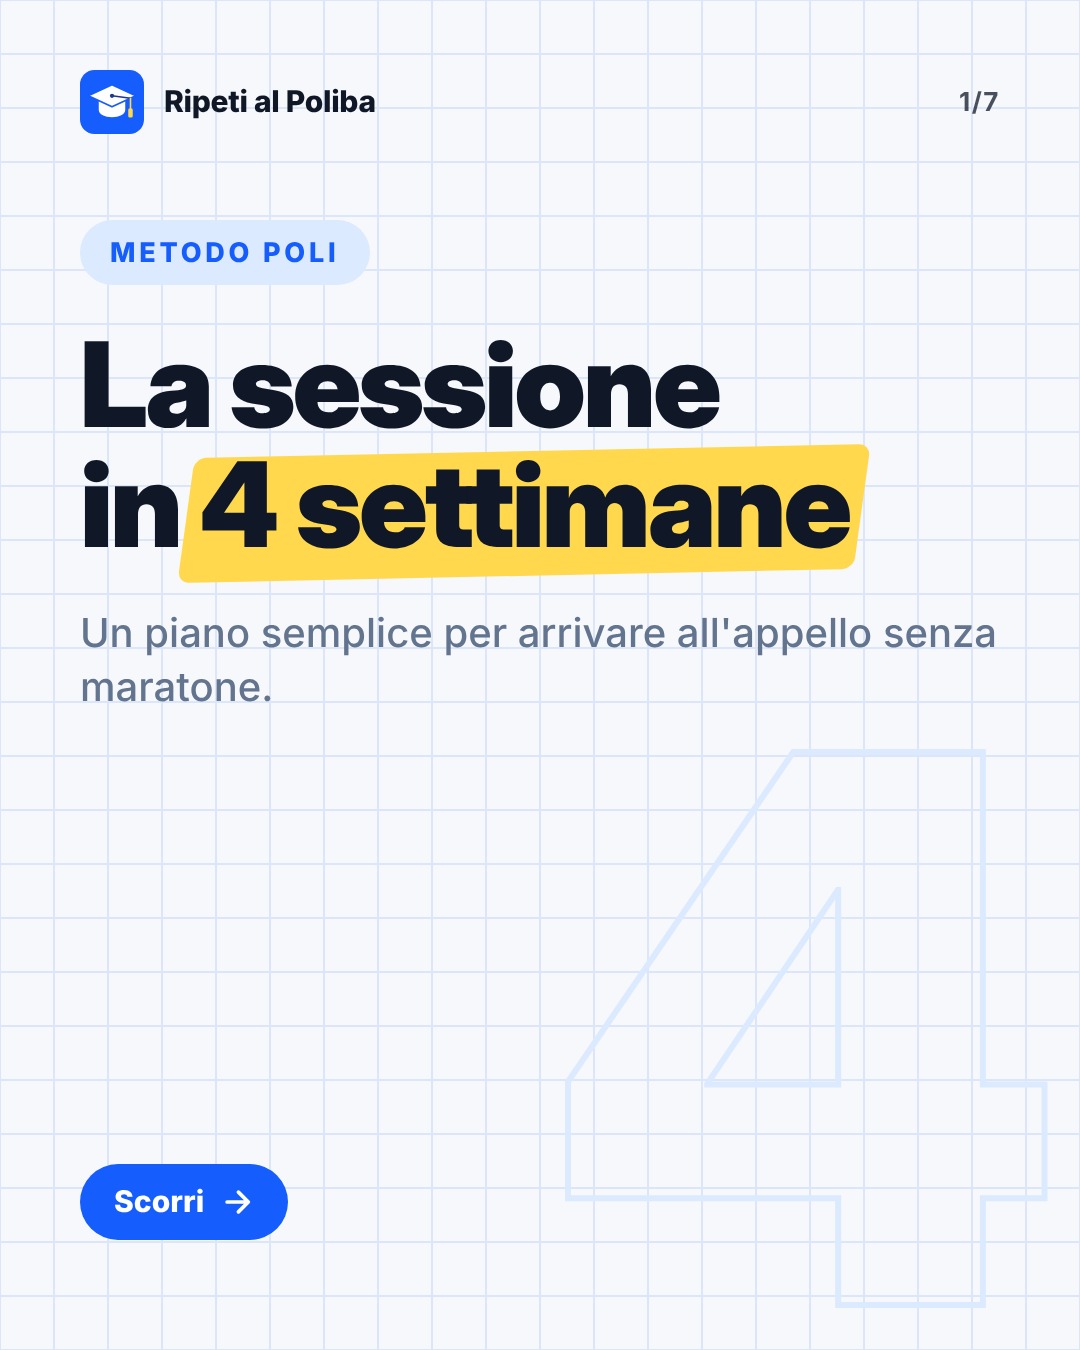 Ripeti al Poliba
1/7
METODO POLI
La sessione
in 4 settimane
Un piano semplice per arrivare all'appello senza
maratone.
4
Scorri →